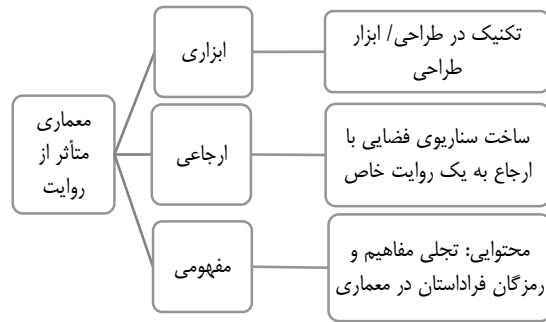 معماری
متأثر از
روایت
ابزاری
تکنیک در طراحی/ ابزار
طراحی
ارجاعی
ساخت سناریوی فضایی با
ارجاع به یک روایت خاص
مفهومی
محتوایی: تجلی مفاهیم و
رمزگان فراداستان در معماری